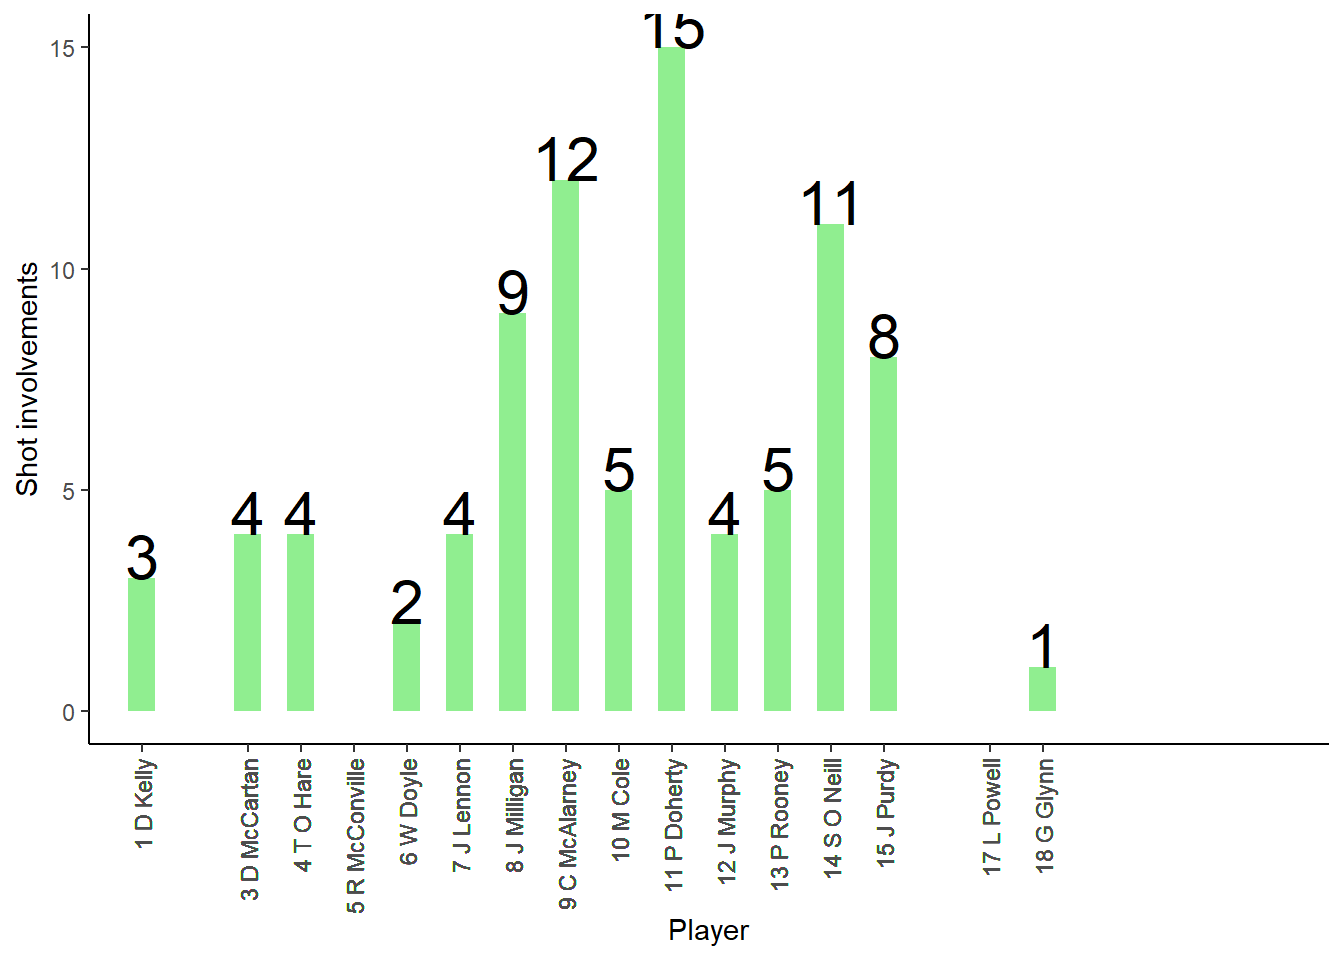 15
10
5
0
Shot involvements
3
4
4
2
4
9
12
5
15
4
5
11
8
1
1 D Kelly
3 D McCartan
4 T O Hare
5 R McConville
6 W Doyle
7 J Lennon
8 J Milligan
9 C McAlarney
10 M Cole
11 P Doherty
12 J Murphy
13 P Rooney
14 S O Neill
15 J Purdy
17 L Powell
18 G Glynn
Player